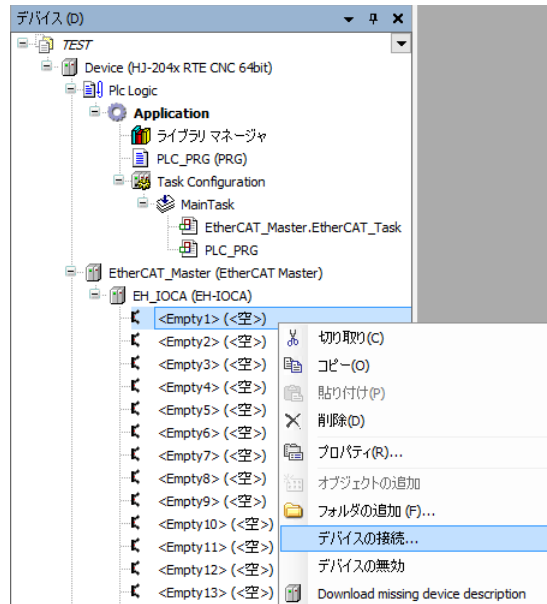 デバイス (D)
TEST
Device (HJ-204x RTE CNC 64bit)
Plc Logic
Application
ライブラリ マネージャ
PLC_PRG (PRG)
Task Configuration
MainTask
EtherCAT_Master.EtherCAT_Task
PLC_PRG
EtherCAT_Master (EtherCAT Master)
EH_IOCA (EH-IOCA)
<Empty1> (<空>)
<Empty2> (<空>)
<Empty3> (<空>)
<Empty4> (<空>)
<Empty5> (<空>)
<Empty6> (<空>)
<Empty7> (<空>)
<Empty8> (<空>)
<Empty9> (<空>)
<Empty10> (<空>)
<Empty11> (<空>)
<Empty12> (<空>)
<Empty13> (<空>)
切り取り(C)
コピー(O)
貼り付け(P)
削除(D)
プロパティ(R)...
オブジェクトの追加
フォルダの追加 (F)...
デバイスの接続...
デバイスの無効
Download missing device description